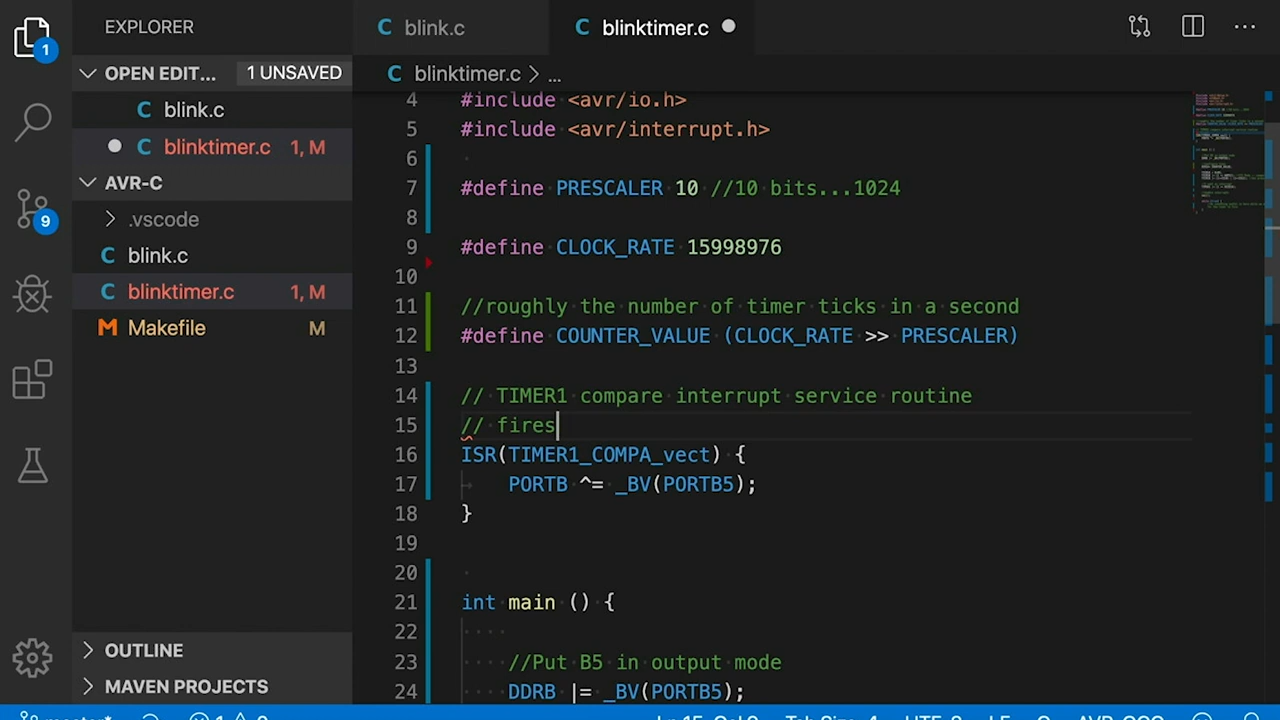 EXPLORER
1
OPEN EDIT... 1 UNSAVED
C blink.c
C blinktimer.c 1, M
AVR-C
.vscode
C blink.c
C blinktimer.c 1, M
M Makefile M
9
OUTLINE
MAVEN PROJECTS
C blink.c
C blinktimer.c
C blinktimer.c > ...
4 #include <avr/io.h>
5 #include <avr/interrupt.h>
6
7 #define PRESCALER 10 //10 bits...1024
8
9 #define CLOCK_RATE 15998976
10
11 //roughly the number of timer ticks in a second
12 #define COUNTER_VALUE (CLOCK_RATE >> PRESCALER)
13
14 // TIMER1 compare interrupt service routine
15 // fires
16 ISR(TIMER1_COMPA_vect) {
17 PORTB ^= _BV(PORTB5);
18 }
19
20
21 int main () {
22
23 //Put B5 in output mode
24 DDRB |= _BV(PORTB5);